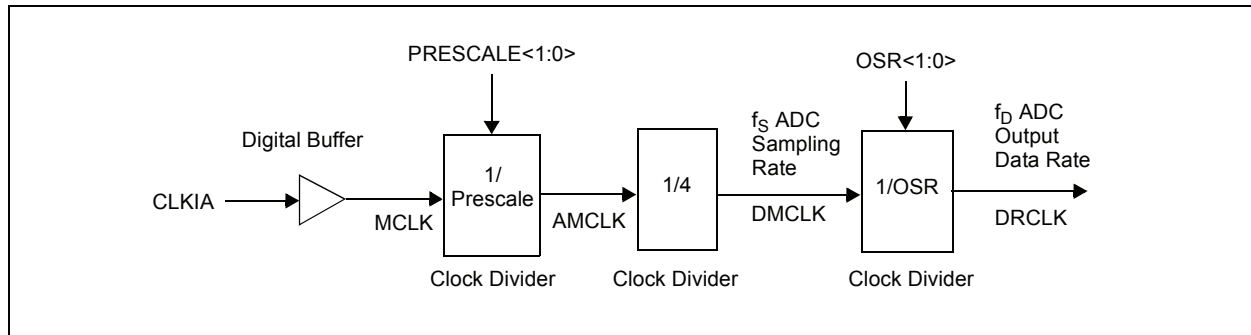 PRESCALE<1:0>
OSR<1:0>
Digital Buffer
f_S ADC
Sampling
Rate
f_D ADC
Output
Data Rate
CLKIA
MCLK
1/
Prescale
AMCLK
1/4
DMCLK
1/OSR
DRCLK
Clock Divider
Clock Divider
Clock Divider